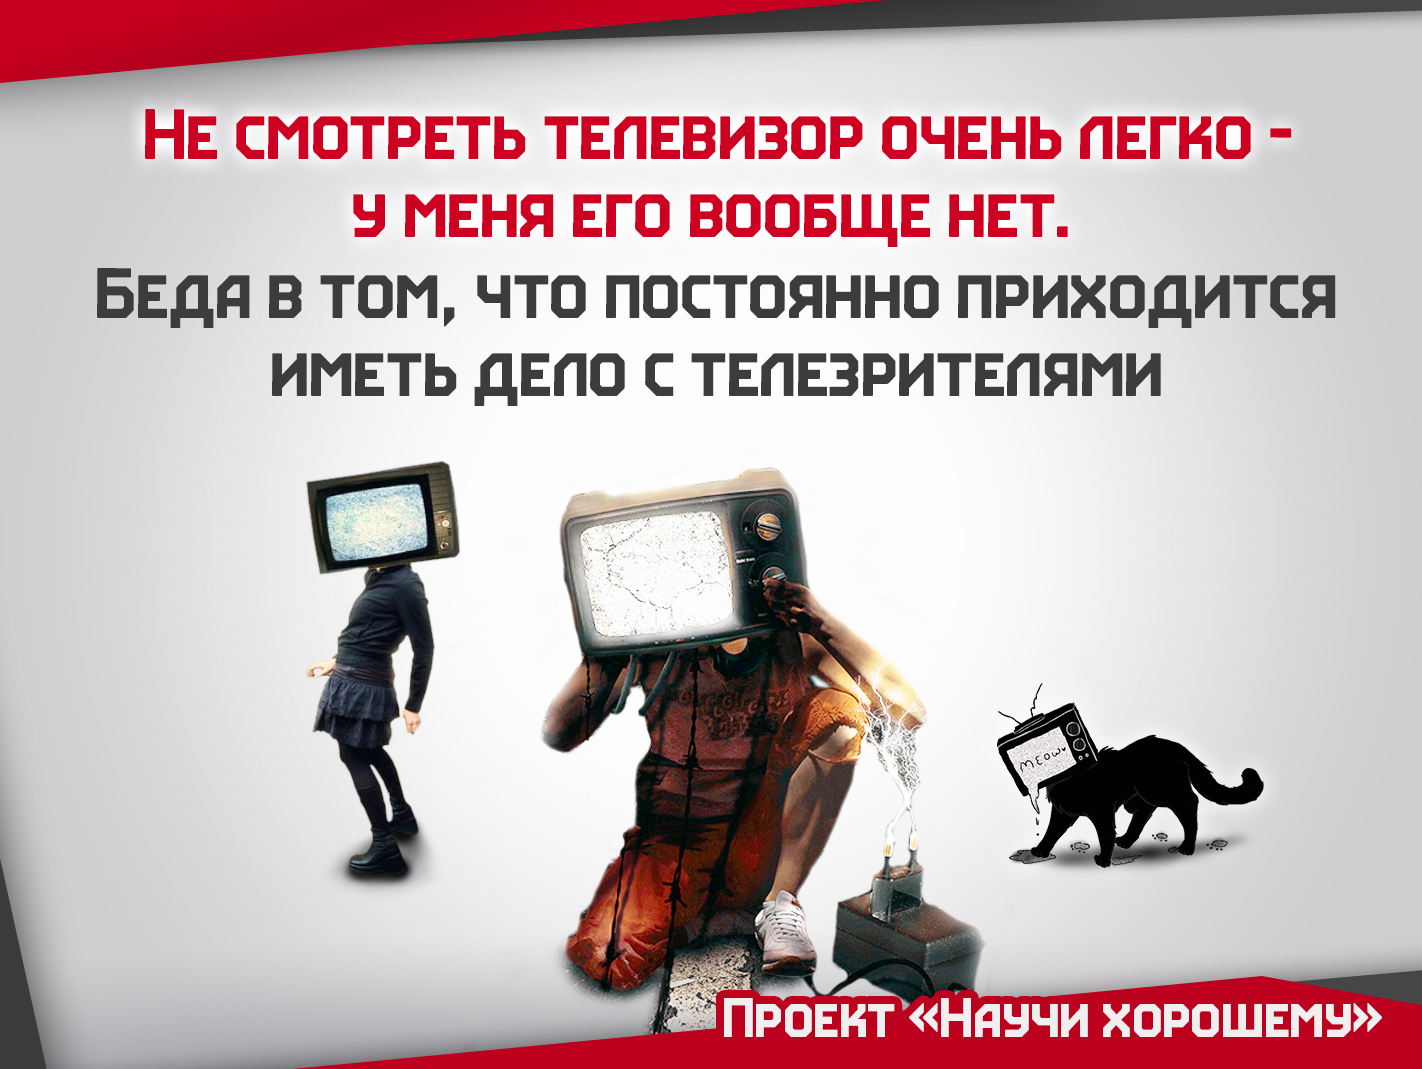 Не смотреть телевизор очень легко -
у меня его вообще нет.
Беда в том, что постоянно приходится
иметь дело с телезрителями
meow
Проект «Научи хорошему»